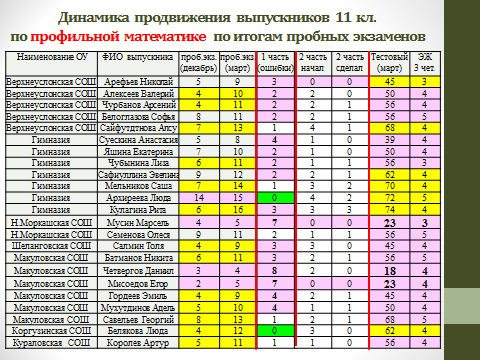 Динамика продвижения выпускников 11 кл.
по профильной математике по итогам пробных экзаменов
Наименование ОУ ФИО выпускника проб.экз. (декабрь) проб.экз. (март) 1 часть (ошибки) 2 часть начал 2 часть сделал Тестовый (март) ЭЖ 3 чет.
Верхнеуслонская СОШ Арефьев Николай 5 9 3 0 0 45 3
Верхнеуслонская СОШ Алексеев Валерий 4 10 2 2 0 50 4
Верхнеуслонская СОШ Чурбанов Арсений 4 11 2 2 1 56 4
Верхнеуслонская СОШ Белоглазова Софья 8 11 2 2 1 56 5
Верхнеуслонская СОШ Сайфутдтнова Алсу 7 13 1 4 1 68 4
Гимназия Суескина Анастасия 5 8 4 1 0 39 4
Гимназия Яшина Екатерина 7 10 2 1 0 50 4
Гимназия Чубынина Лиза 6 11 2 1 1 56 3
Гимназия Сафиуллина Эвелина 9 12 2 2 1 62 4
Гимназия Мельников Саша 7 14 1 3 2 70 4
Гимназия Архиреева Люда 14 15 0 4 2 72 5
Гимназия Кулагина Рита 6 16 3 3 3 74 4
Н.Моркашская СОШ Мусин Марсель 4 5 7 0 0 23 3
Н.Моркашская СОШ Семенова Олеся 9 11 2 1 1 56 5
Шеланговская СОШ Салмин Толя 4 9 3 3 0 45 4
Макуловская СОШ Батманов Никита 6 11 3 2 1 56 5
Макуловская СОШ Четвергов Даниил 3 4 8 2 0 18 4
Макуловская СОШ Мисоедов Егор 2 5 7 0 0 23 4
Макуловская СОШ Гордеев Эмиль 4 9 4 2 1 45 4
Макуловская СОШ Мухутдинов Адель 5 10 4 1 1 50 4
Макуловская СОШ Савельев Георгий 8 13 1 2 1 68 5
Коргузинская СОШ Белякова Люда 4 12 0 3 0 62 4
Кураловская СОШ Королев Артур 5 11 1 1 0 56 4